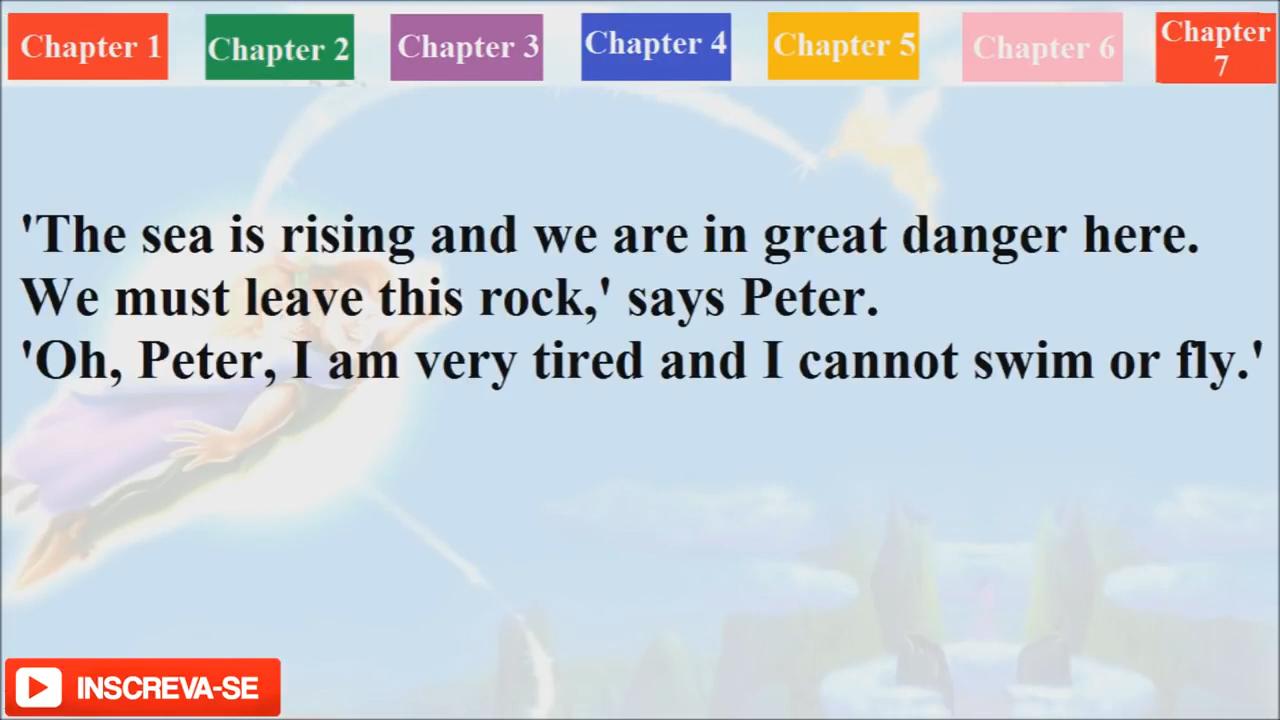 Chapter 1
Chapter 2
Chapter 3
Chapter 4
Chapter 5
Chapter 6
Chapter
7
'The sea is rising and we are in great danger here.
We must leave this rock,' says Peter.
'Oh, Peter, I am very tired and I cannot swim or fly.'
INSCREVA-SE